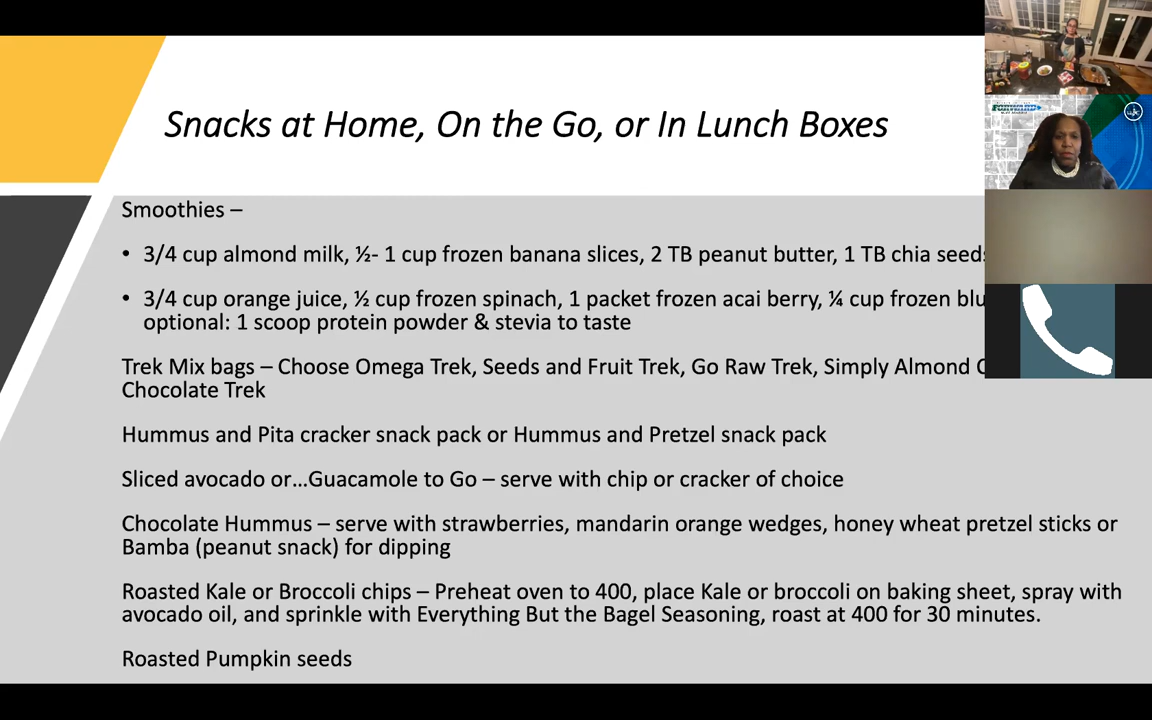 Snacks at Home, On the Go, or In Lunch Boxes
Smoothies –
• 3/4 cup almond milk, ½- 1 cup frozen banana slices, 2 TB peanut butter, 1 TB chia seeds
• 3/4 cup orange juice, ½ cup frozen spinach, 1 packet frozen acai berry, ¼ cup frozen
optional: 1 scoop protein powder & stevia to taste
Trek Mix bags – Choose Omega Trek, Seeds and Fruit Trek, Go Raw Trek, Simply Almond
Chocolate Trek
Hummus and Pita cracker snack pack or Hummus and Pretzel snack pack
Sliced avocado or...Guacamole to Go – serve with chip or cracker of choice
Chocolate Hummus – serve with strawberries, mandarin orange wedges, honey wheat pretzel sticks or
Bamba (peanut snack) for dipping
Roasted Kale or Broccoli chips – Preheat oven to 400, place Kale or broccoli on baking sheet, spray with
avocado oil, and sprinkle with Everything But the Bagel Seasoning, roast at 400 for 30 minutes.
Roasted Pumpkin seeds
FORWARD